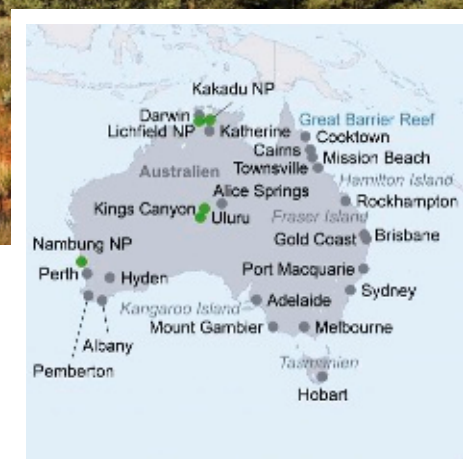 Kakadu NP
Darwin
Lichfield NP
Katherine
Great Barrier Reef
Cooktown
Cairns
Mission Beach
Townsville
Hamilton Island
Australien
Alice Springs
Rockhampton
Kings Canyon
Uluru
Fraser Island
Gold Coast
Brisbane
Nambung NP
Perth
Hyden
Port Macquarie
Sydney
Kangaroo Island
Adelaide
Mount Gambier
Melbourne
Albany
Pemberton
Tasmanien
Hobart